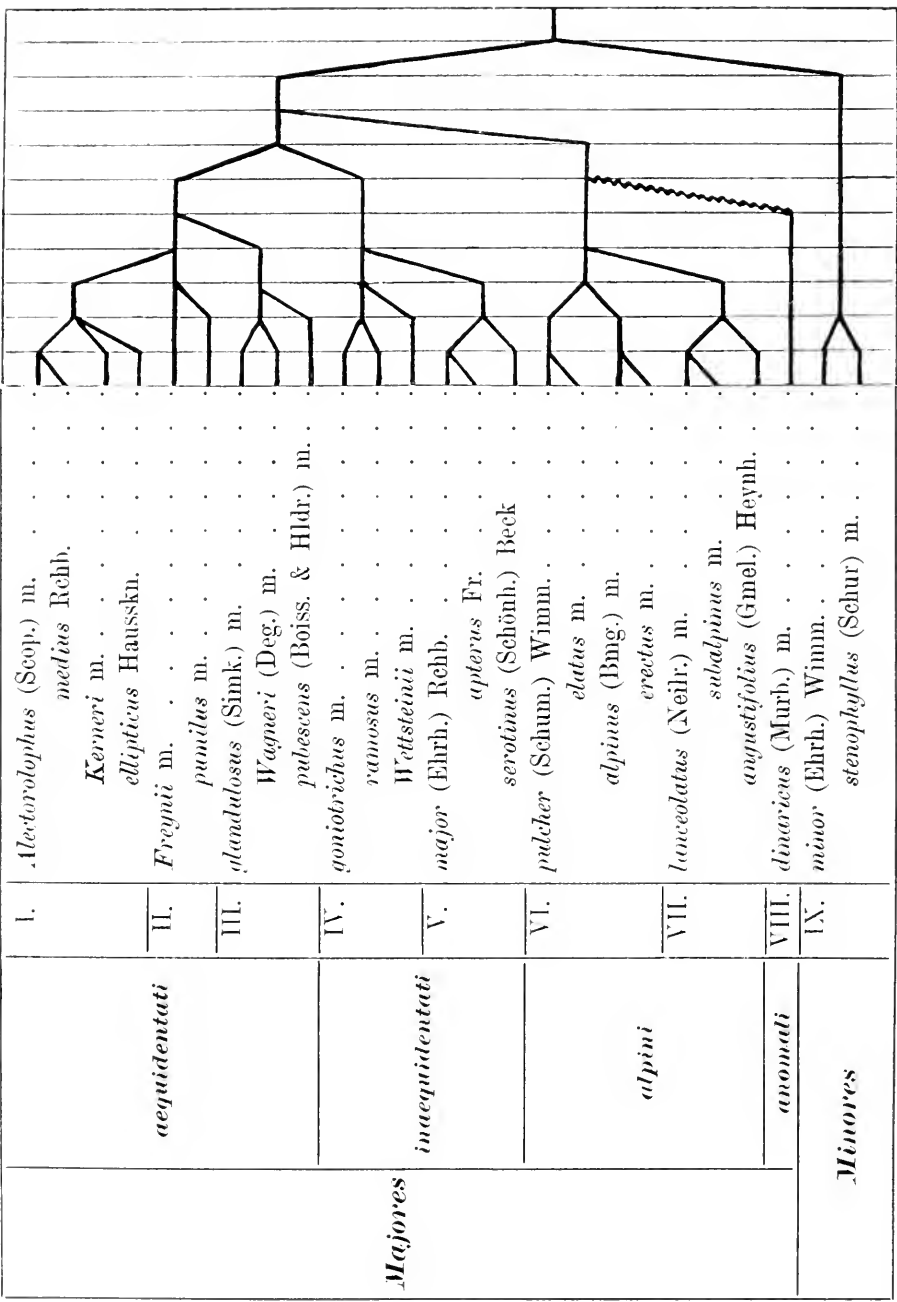 Majores
aequidentati
inaequidentati
alpini
anomali
Minores
I. Alectorolophus (Scop.) m. . . . .
medius Rchb. . . . .
Kerneri m. . . . . .
ellipticus Hausskn. . . .
II. Freynii m. . . . . . .
pumilus m. . . . . .
III. glandulosus (Simk.) m. . . . .
Wagneri (Deg.) m. . . . .
pubescens (Boiss. & Hldr.) m. .
IV. goniotrichus m. . . . . .
ramosus m. . . . . .
Wettsteinii m. . . . . .
V. major (Ehrh.) Rchb. . . . .
apterus Fr. . . . .
serotinus (Schönh.) Beck .
VI. pulcher (Schum.) Wimm. . . . .
elatus m. . . . . .
alpinus (Bmg.) m. . . . .
erectus m. . . . . .
VII. lanceolatus (Neilr.) m. . . . .
subalpinus m. . . . .
angustifolius (Gmel.) Heynh.
VIII. dinaricus (Murb.) m. . . . .
IX. minor (Ehrh.) Wimm. . . . .
stenophyllus (Schur) m. . .